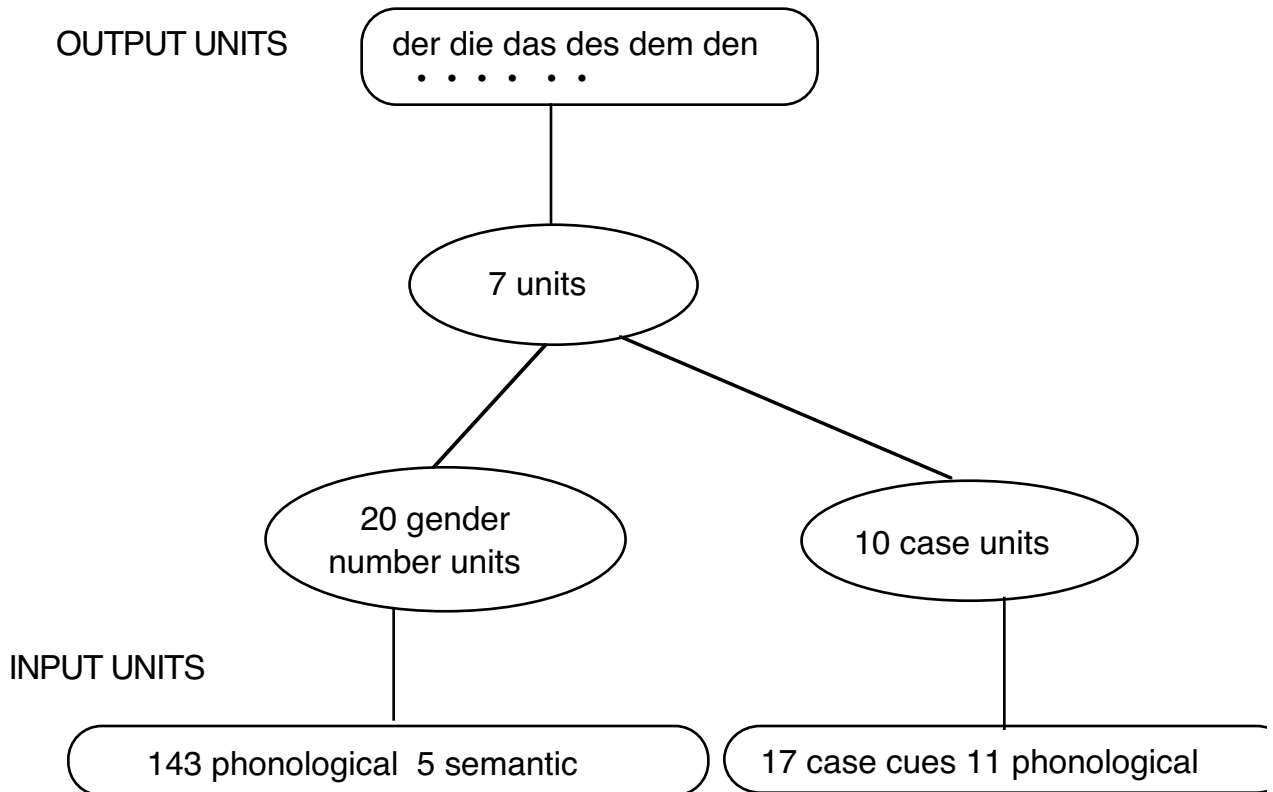 OUTPUT UNITS
der die das des dem den
7 units
20 gender
number units
10 case units
INPUT UNITS
143 phonological 5 semantic
17 case cues 11 phonological